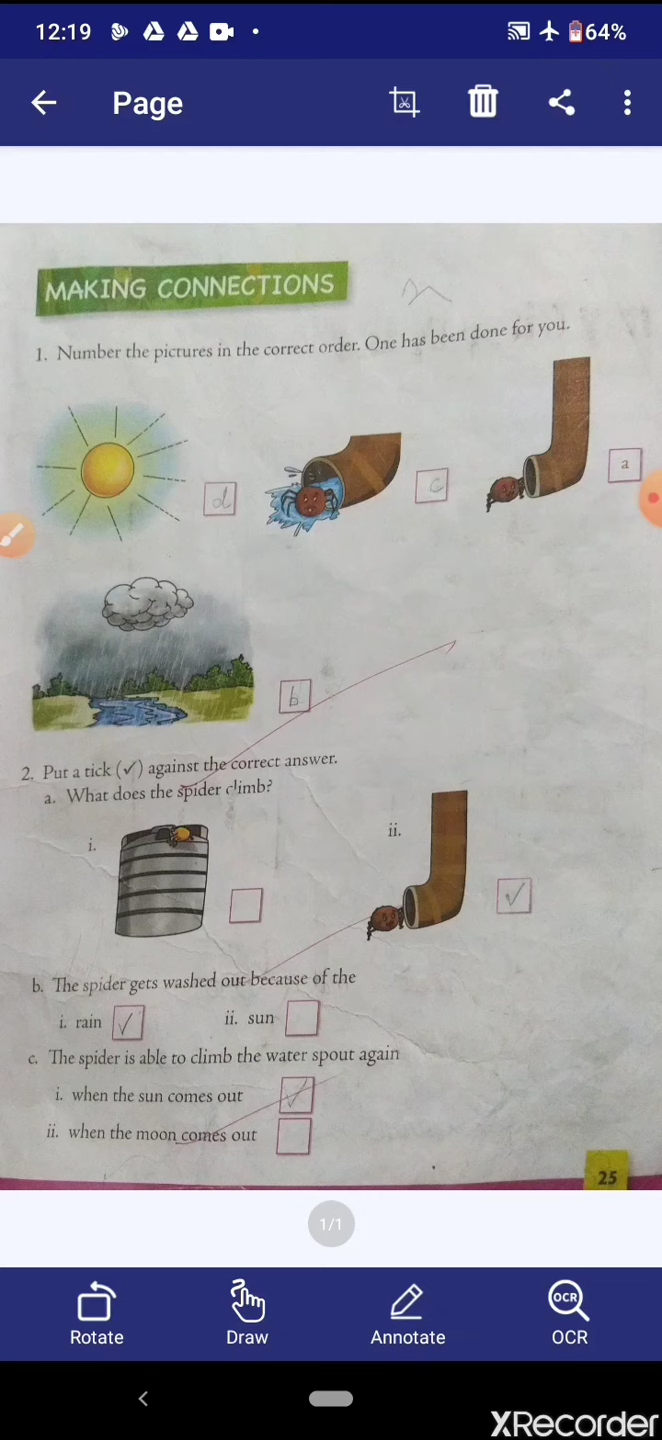 12:19
64%
Page
MAKING CONNECTIONS
1. Number the pictures in the correct order. One has been done for you.
d
c
a
b
2. Put a tick (✓) against the correct answer.
a. What does the spider climb?
i.
ii.
✓
b. The spider gets washed out because of the
i. rain ✓ ii. sun
c. The spider is able to climb the water spout again
i. when the sun comes out ✓
ii. when the moon comes out
25
1/1
OCR
Rotate Draw Annotate OCR
XRecorder